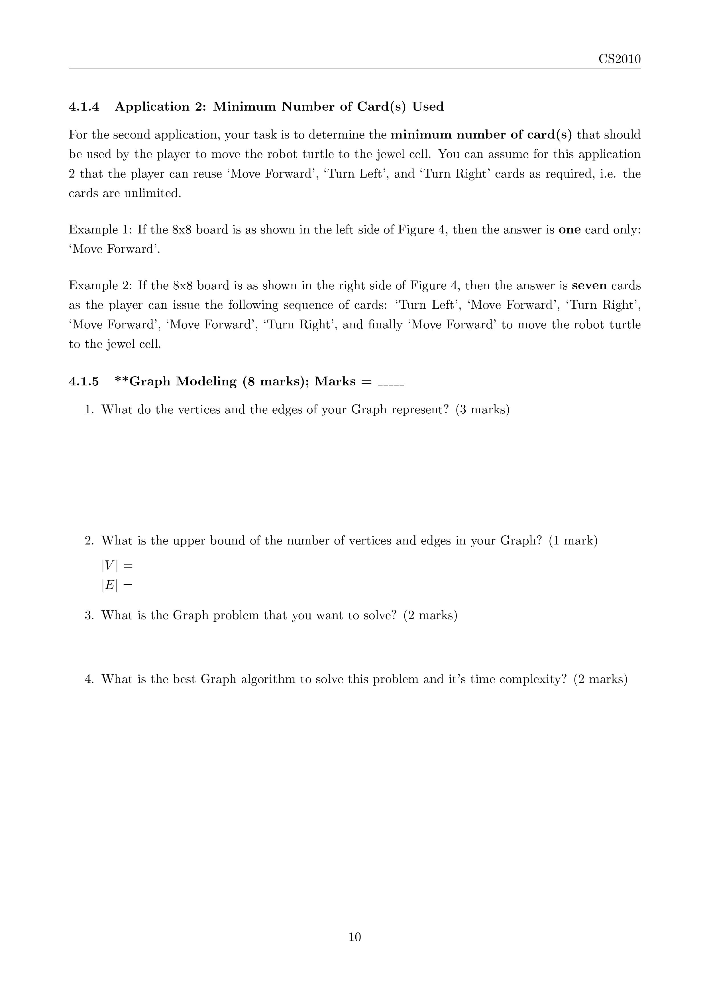 CS2010
4.1.4 Application 2: Minimum Number of Card(s) Used
For the second application, your task is to determine the minimum number of card(s) that should
be used by the player to move the robot turtle to the jewel cell. You can assume for this application
2 that the player can reuse ‘Move Forward’, ‘Turn Left’, and ‘Turn Right’ cards as required, i.e. the
cards are unlimited.
Example 1: If the 8x8 board is as shown in the left side of Figure 4, then the answer is one card only:
‘Move Forward’.
Example 2: If the 8x8 board is as shown in the right side of Figure 4, then the answer is seven cards
as the player can issue the following sequence of cards: ‘Turn Left’, ‘Move Forward’, ‘Turn Right’,
‘Move Forward’, ‘Move Forward’, ‘Turn Right’, and finally ‘Move Forward’ to move the robot turtle
to the jewel cell.
4.1.5 **Graph Modeling (8 marks); Marks = _____
1. What do the vertices and the edges of your Graph represent? (3 marks)
2. What is the upper bound of the number of vertices and edges in your Graph? (1 mark)
|V| =
|E| =
3. What is the Graph problem that you want to solve? (2 marks)
4. What is the best Graph algorithm to solve this problem and it’s time complexity? (2 marks)
10